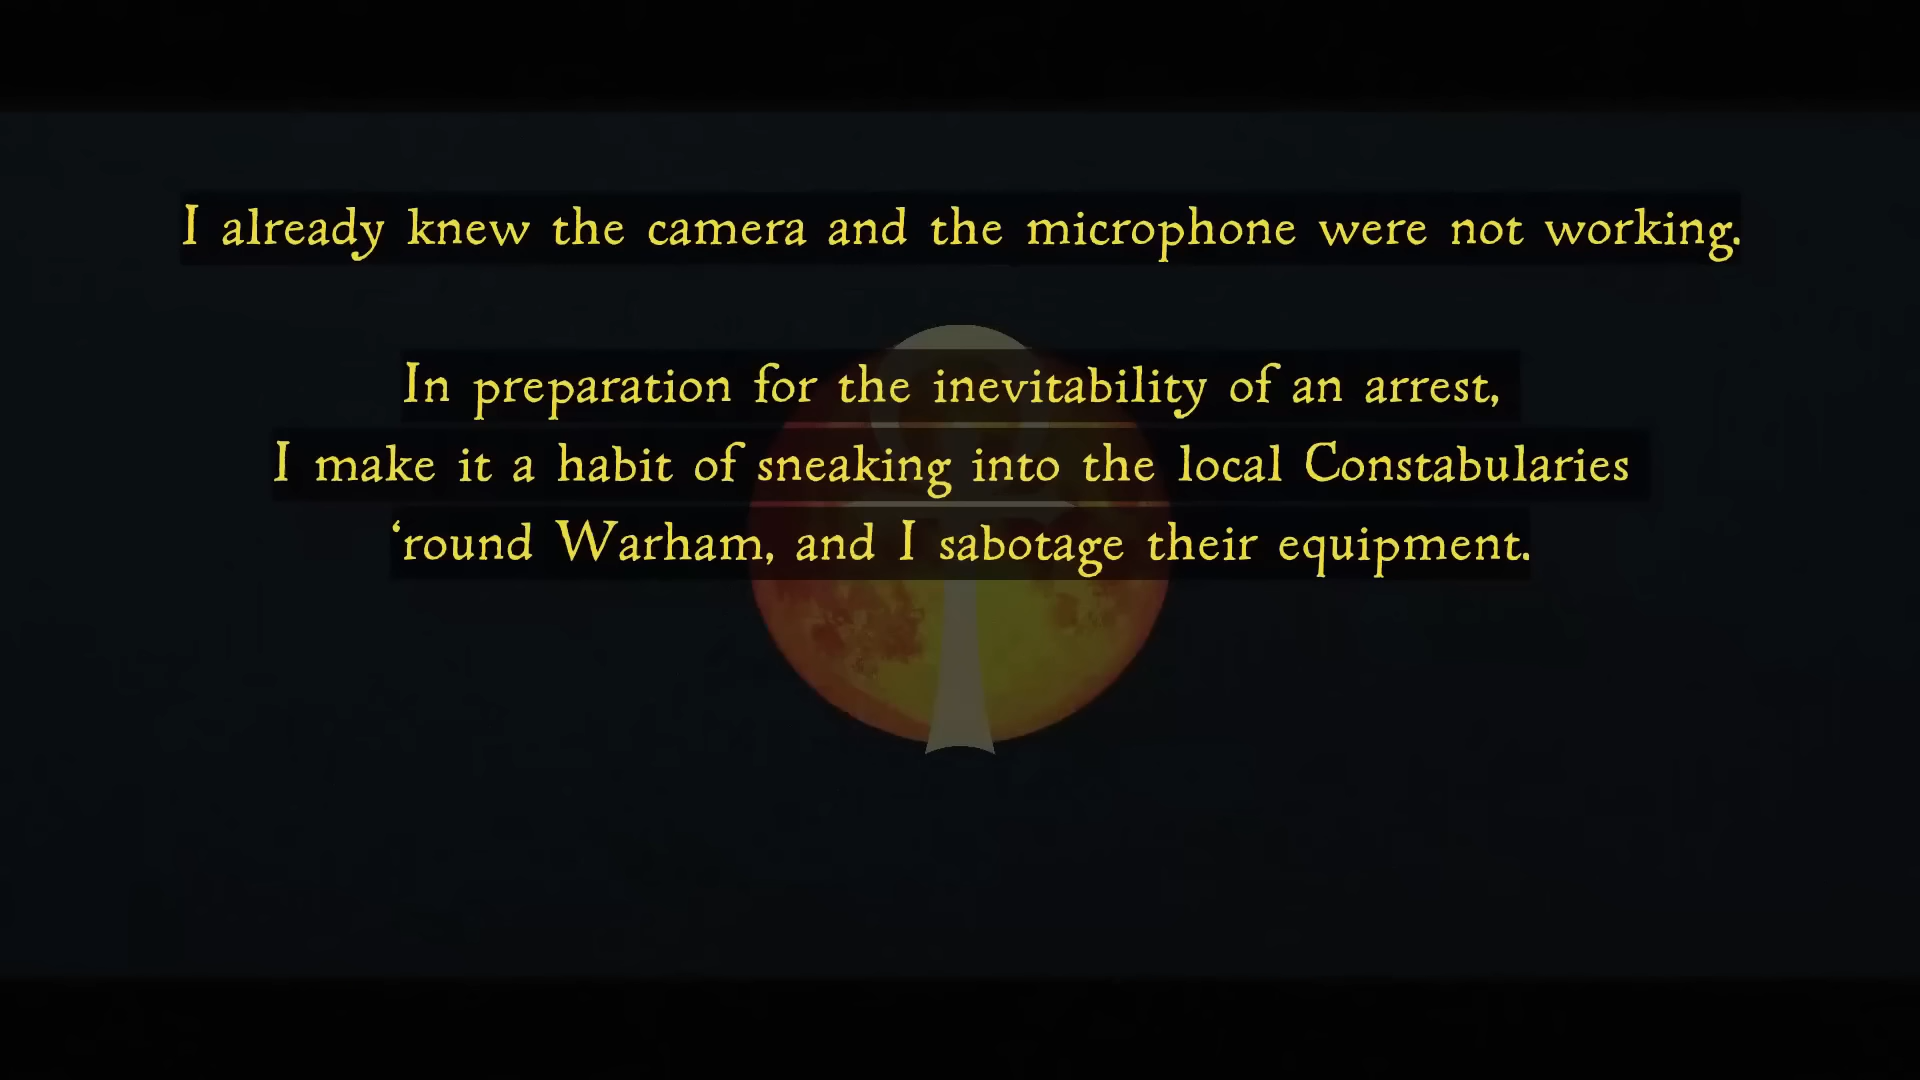 I already knew the camera and the microphone were not working.
In preparation for the inevitability of an arrest,
I make it a habit of sneaking into the local Constabularies
‘round Warham, and I sabotage their equipment.